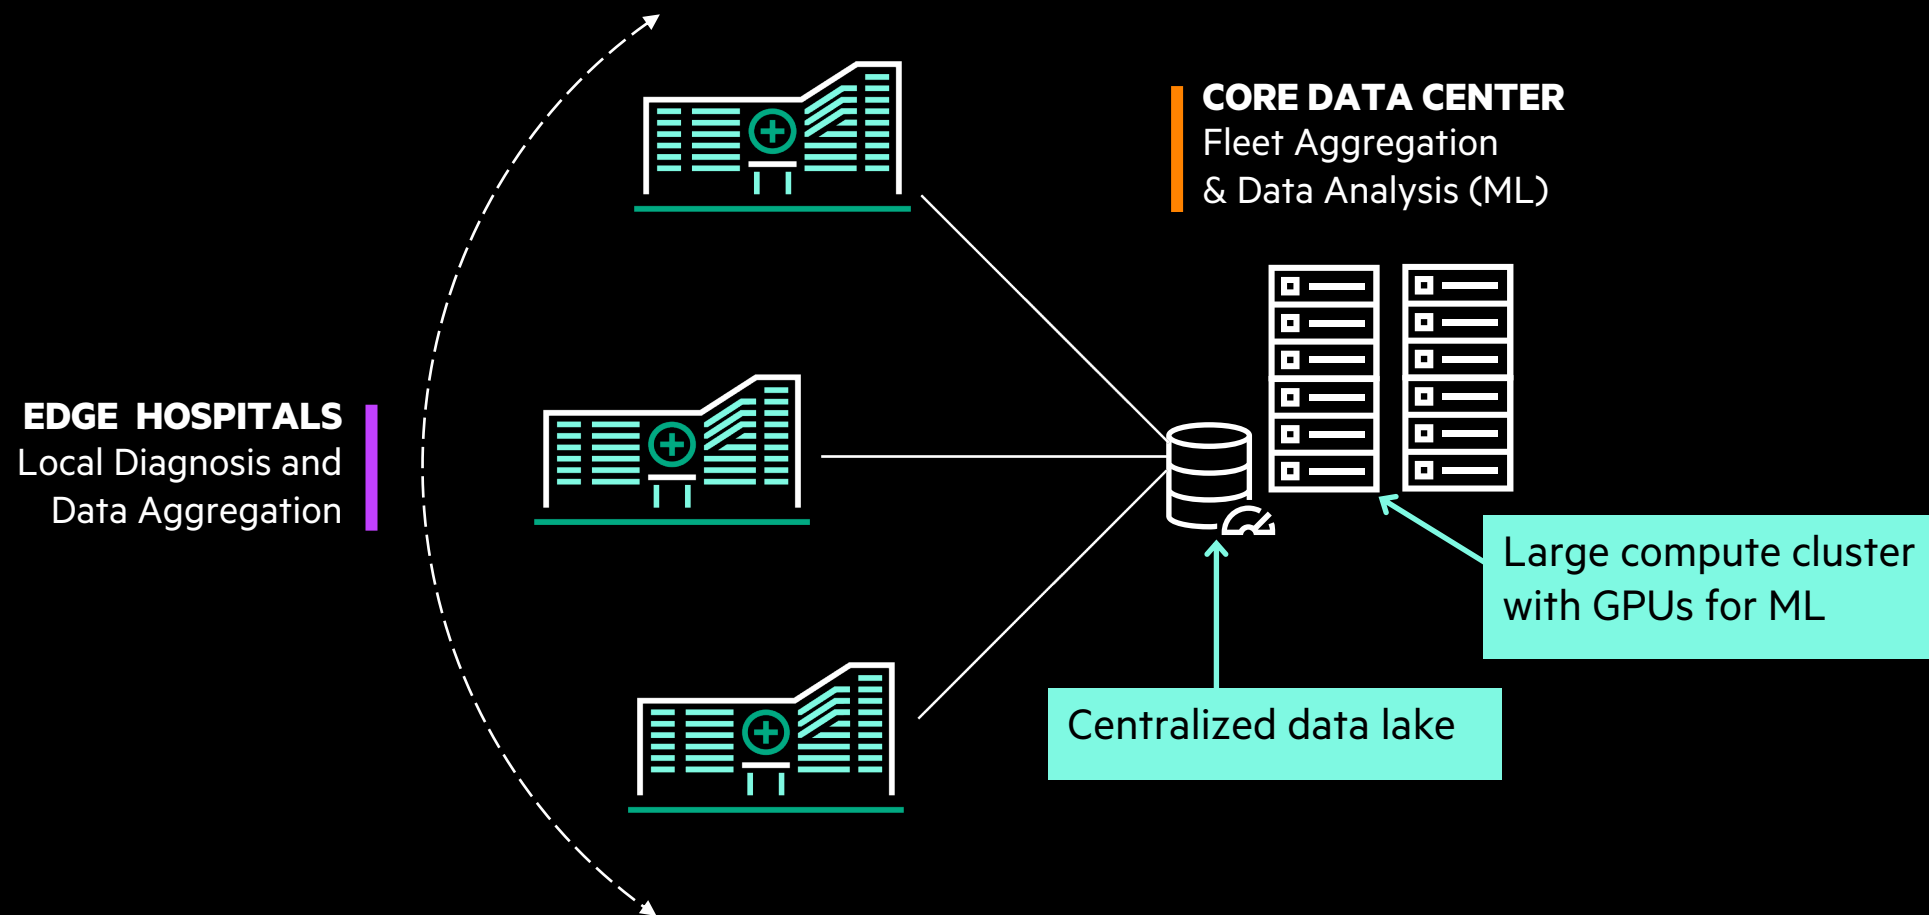 CORE DATA CENTER
Fleet Aggregation
& Data Analysis (ML)
EDGE HOSPITALS
Local Diagnosis and
Data Aggregation
Large compute cluster
with GPUs for ML
Centralized data lake